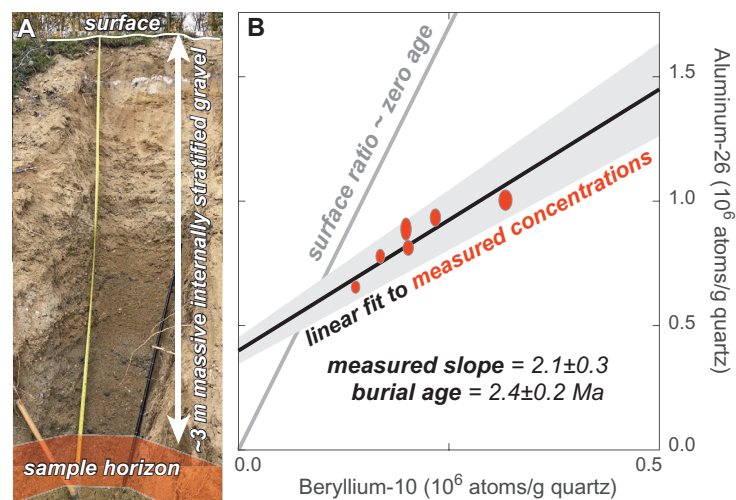 A
surface
~3 m massive internally stratified gravel
sample horizon
B
surface ratio ~ zero age
linear fit to measured concentrations
measured slope = 2.1±0.3
burial age = 2.4±0.2 Ma
1.5
1.0
0.5
0.0
Aluminum-26 (10⁶ atoms/g quartz)
0.0
0.5
Beryllium-10 (10⁶ atoms/g quartz)